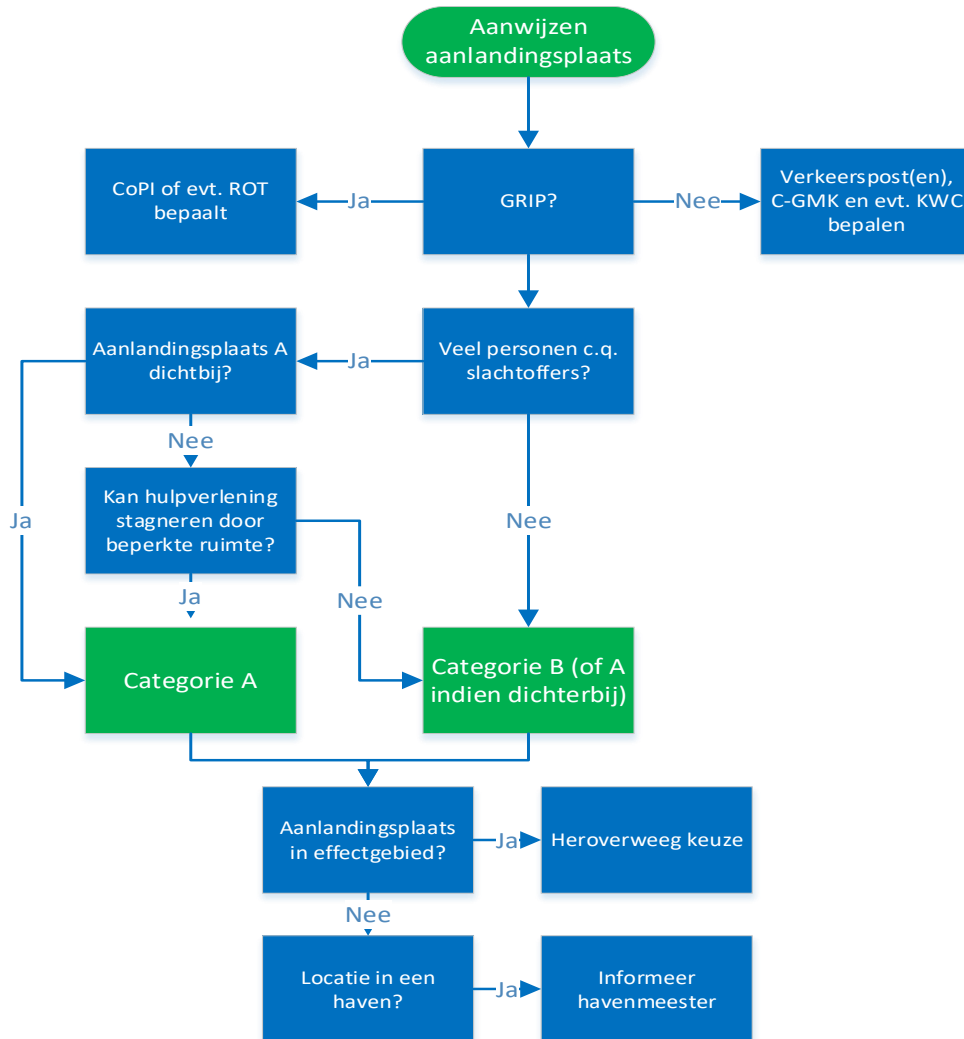 Aanwijzen
aanlandingsplaats
CoPI of evt. ROT
bepaalt
Ja
GRIP?
Nee
Verkeerspost(en),
C-GMK en evt. KWC
bepalen
Aanlandingsplaats A
dichtbij?
Ja
Veel personen c.q.
slachtoffers?
Nee
Kan hulpverlening
stagneren door
beperkte ruimte?
Ja
Nee
Ja
Nee
Categorie A
Categorie B (of A
indien dichterbij)
Aanlandingsplaats
in effectgebied?
Ja
Heroverweeg keuze
Nee
Locatie in een
haven?
Ja
Informeer
havenmeester